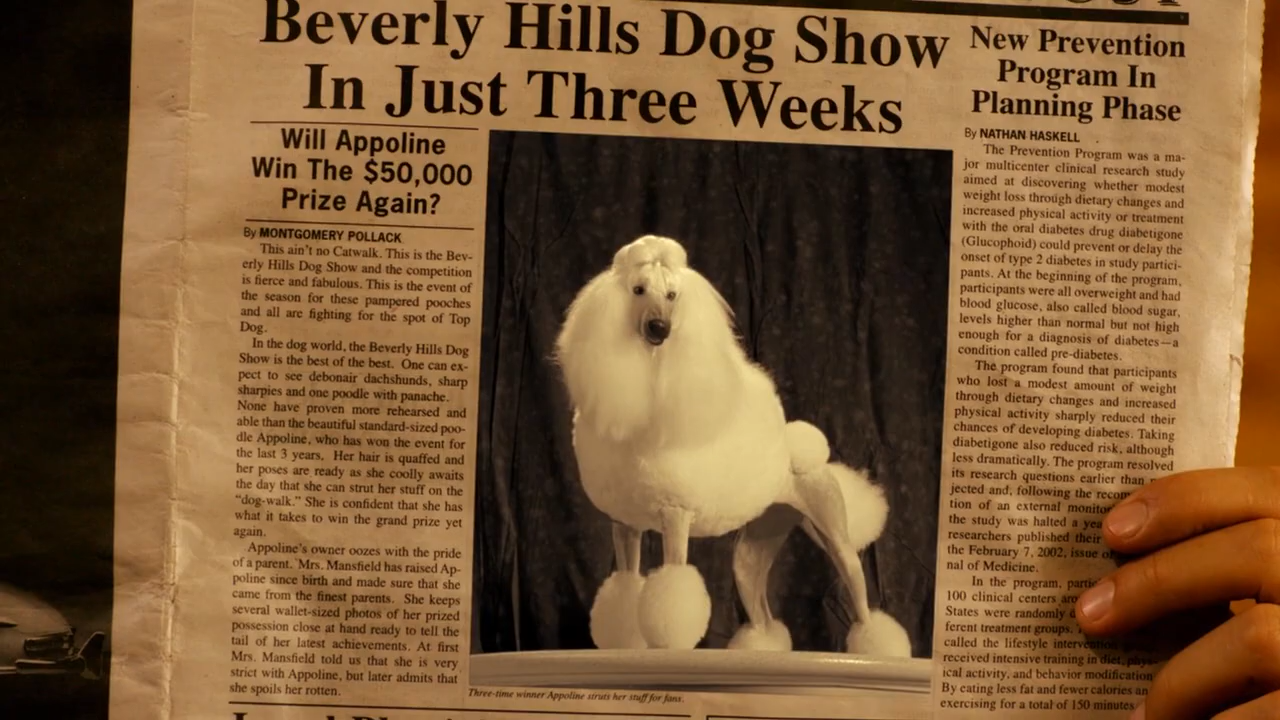 Beverly Hills Dog Show
In Just Three Weeks
Will Appoline
Win The $50,000
Prize Again?
By MONTGOMERY POLLACK
This ain't no Catwalk. This is the Bev-
erly Hills Dog Show and the competition
is fierce and fabulous. This is the event of
the season for these pampered pooches
and all are fighting for the spot of Top
Dog.
In the dog world, the Beverly Hills Dog
Show is the best of the best. One can ex-
pect to see debonair dachshunds, sharp
sharpies and one poodle with panache.
None have proven more rehearsed and
able than the beautiful standard-sized poo-
dle Appoline, who has won the event for
the last 3 years. Her hair is quaffed and
her poses are ready as she coolly awaits
the day that she can strut her stuff on the
"dog-walk." She is confident that she has
what it takes to win the grand prize yet
again.
Appoline's owner oozes with the pride
of a parent. Mrs. Mansfield has raised Ap-
poline since birth and made sure that she
came from the finest parents. She keeps
several wallet-sized photos of her prized
possession close at hand ready to tell the
tail of her latest achievements. At first
Mrs. Mansfield told us that she is very
strict with Appoline, but later admits that
she spoils her rotten.
Three-time winner Appoline struts her stuff for fans.
New Prevention
Program In
Planning Phase
By NATHAN HASKELL
The Prevention Program was a ma-
jor multicenter clinical research study
aimed at discovering whether modest
weight loss through dietary changes and
increased physical activity or treatment
with the oral diabetes drug diabetigone
(Glucophoid) could prevent or delay the
onset of type 2 diabetes in study partici-
pants. At the beginning of the program,
participants were all overweight and had
blood glucose, also called blood sugar,
levels higher than normal but not high
enough for a diagnosis of diabetes—a
condition called pre-diabetes.
The program found that participants
who lost a modest amount of weight
through dietary changes and increased
physical activity sharply reduced their
chances of developing diabetes. Taking
diabetigone also reduced risk, although
less dramatically. The program resolved
its research questions earlier than
jected and, following the
tion of an external
the study was halted a
researchers published their
the February 7, 2002, issue
nal of Medicine.
In the program,
100 clinical centers
States were randomly
ferent treatment groups.
called the lifestyle
received intensive training in diet,
ical activity, and behavior modification
By eating less fat and fewer calories
exercising for a total of 150 minutes